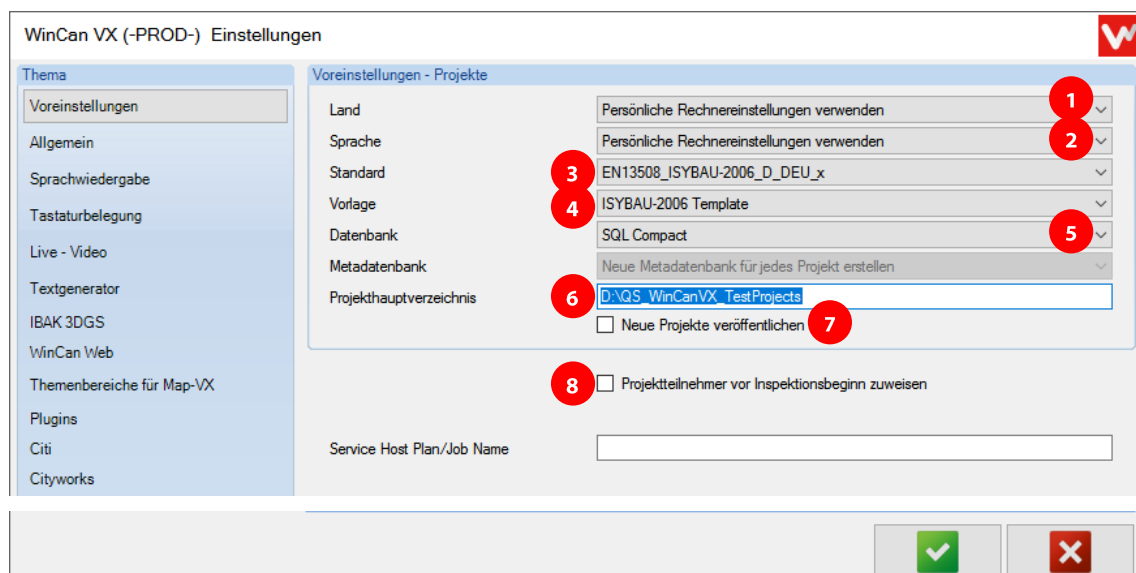 WinCan VX (-PROD-) Einstellungen
Thema
Voreinstellungen
Allgemein
Sprachwiedergabe
Tastaturbelegung
Live - Video
Textgenerator
IBAK 3DGS
WinCan Web
Themenbereiche für Map-VX
Plugins
Citi
Cityworks
Voreinstellungen - Projekte
Land Persönliche Rechnereinstellungen verwenden 1
Sprache Persönliche Rechnereinstellungen verwenden 2
Standard 3 EN13508_ISYBAU-2006_D_DEU_x
Vorlage 4 ISYBAU-2006 Template
Datenbank SQL Compact 5
Metadatenbank Neue Metadatenbank für jedes Projekt erstellen
Projekthauptverzeichnis 6 D:\QS_WinCanVX_TestProjects
Neue Projekte veröffentlichen 7
8 Projektteilnehmer vor Inspektionsbeginn zuweisen
Service Host Plan/Job Name